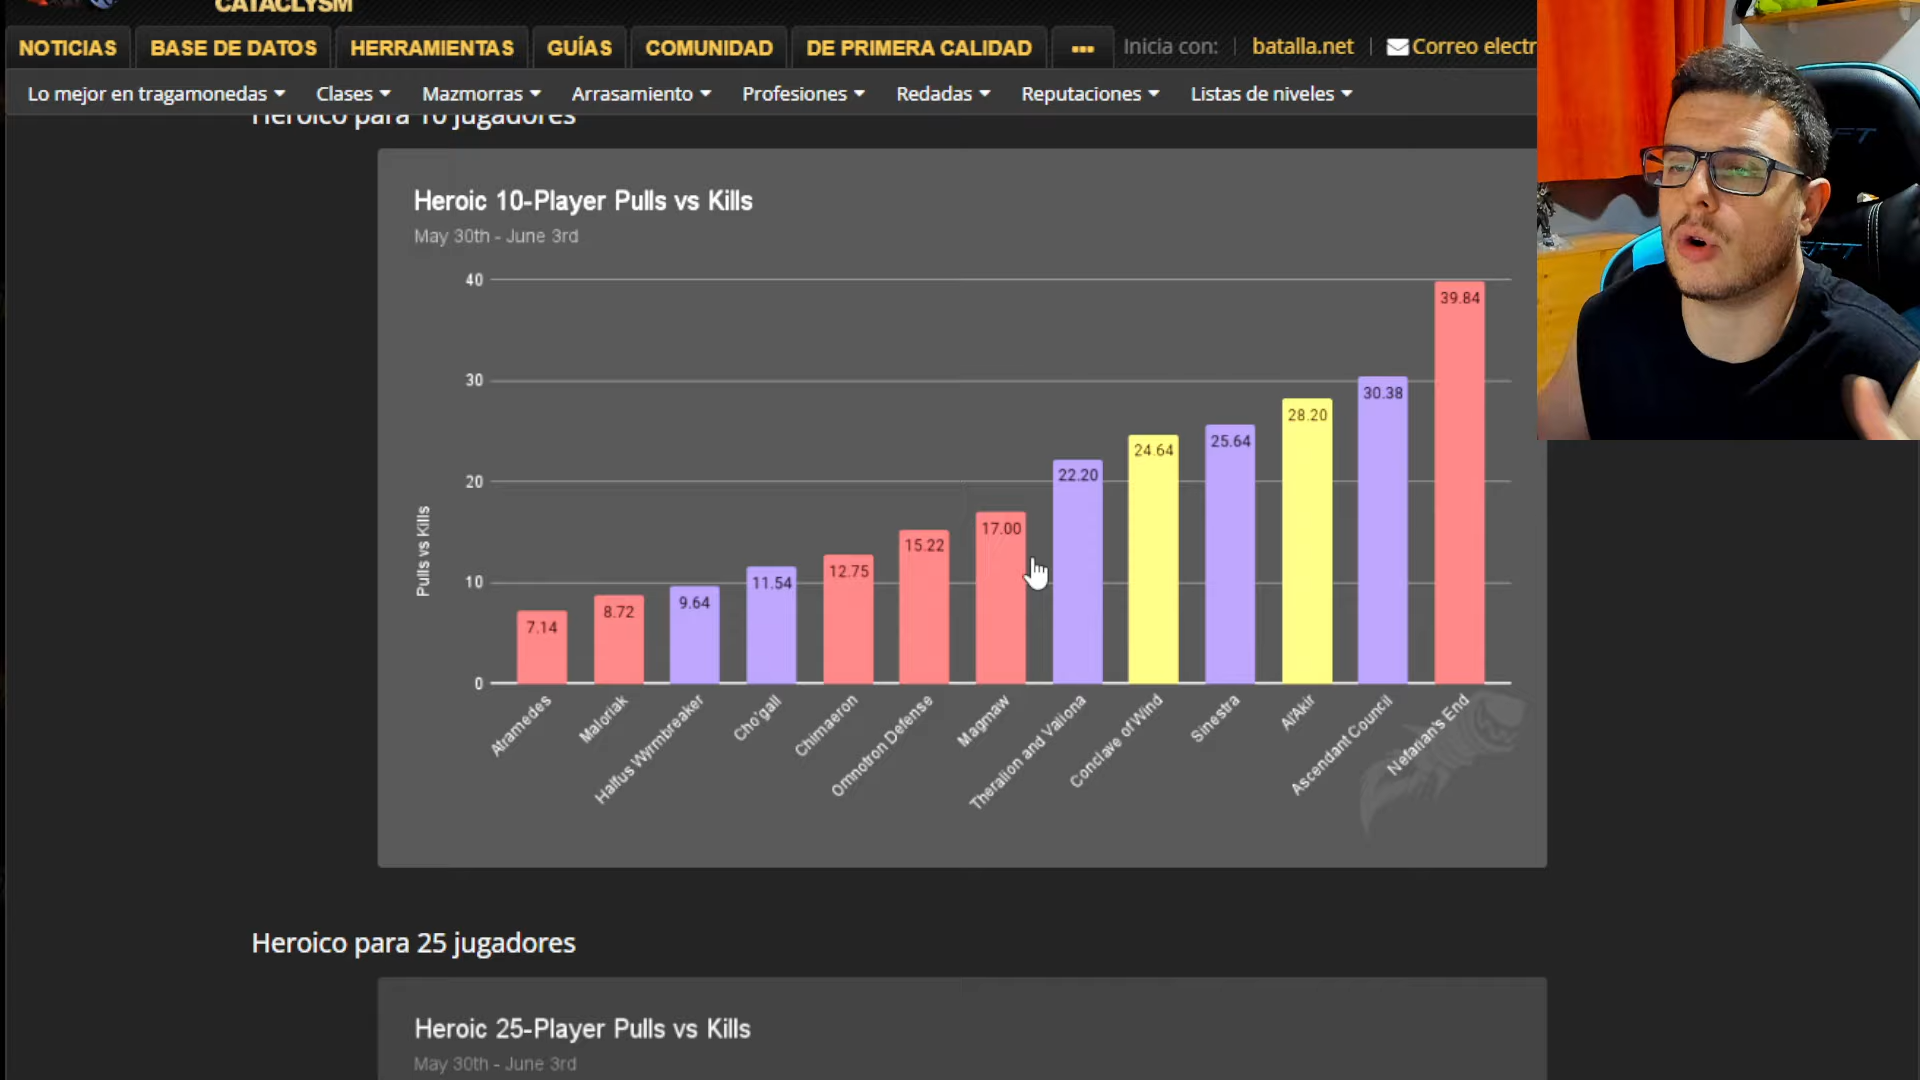 CATACLYSM
NOTICIAS BASE DE DATOS HERRAMIENTAS GUÍAS COMUNIDAD DE PRIMERA CALIDAD ... Inicia con: | batalla.net | Correo electr
Lo mejor en tragamonedas Clases Mazmorras Arrasamiento Profesiones Redadas Reputaciones Listas de niveles
Heroico para 10 jugadores
Heroic 10-Player Pulls vs Kills
May 30th - June 3rd
Pulls vs Kills
40
30
20
10
0
7.14
8.72
9.64
11.54
12.75
15.22
17.00
22.20
24.64
25.64
28.20
30.38
39.84
Atramedes
Maloriak
Halfus Wyrmbreaker
Cho'gall
Chimaeron
Omnotron Defense
Magmaw
Theralion and Valiona
Conclave of Wind
Sinestra
Al'Akir
Ascendant Council
Nefarian's End
Heroico para 25 jugadores
Heroic 25-Player Pulls vs Kills
May 30th - June 3rd